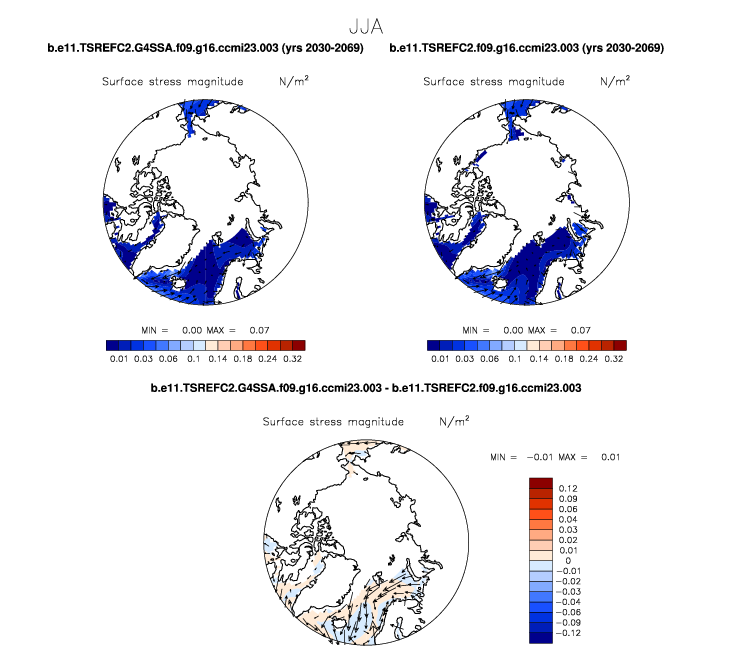 JJA
b.e11.TSREFC2.G4SSA.f09.g16.ccmi23.003 (yrs 2030-2069)
b.e11.TSREFC2.f09.g16.ccmi23.003 (yrs 2030-2069)
Surface stress magnitude N/m²
Surface stress magnitude N/m²
MIN = 0.00 MAX = 0.07
MIN = 0.00 MAX = 0.07
0.01 0.03 0.06 0.1 0.14 0.18 0.24 0.32
0.01 0.03 0.06 0.1 0.14 0.18 0.24 0.32
b.e11.TSREFC2.G4SSA.f09.g16.ccmi23.003 - b.e11.TSREFC2.f09.g16.ccmi23.003
Surface stress magnitude N/m²
MIN = -0.01 MAX = 0.01
0.12
0.09
0.06
0.04
0.03
0.02
0.01
0
-0.01
-0.02
-0.03
-0.04
-0.06
-0.09
-0.12